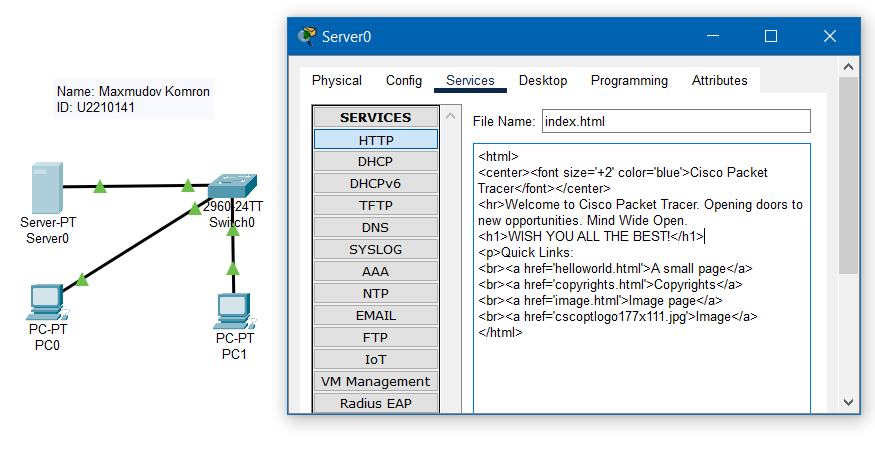 Name: Maxmudov Komron
ID: U2210141
Server-PT
Server0
2960-24TT
Switch0
PC-PT
PC0
PC-PT
PC1
Server0
Physical Config Services Desktop Programming Attributes
SERVICES
HTTP
DHCP
DHCPv6
TFTP
DNS
SYSLOG
AAA
NTP
EMAIL
FTP
IoT
VM Management
Radius EAP
File Name: index.html
<html>
<center><font size='+2' color='blue'>Cisco Packet
Tracer</font></center>
<hr>Welcome to Cisco Packet Tracer. Opening doors to
new opportunities. Mind Wide Open.
<h1>WISH YOU ALL THE BEST!</h1>
<p>Quick Links:
<br><a href='helloworld.html'>A small page</a>
<br><a href='copyrights.html'>Copyrights</a>
<br><a href='image.html'>Image page</a>
<br><a href='cscoptlogo177x111.jpg'>Image</a>
</html>